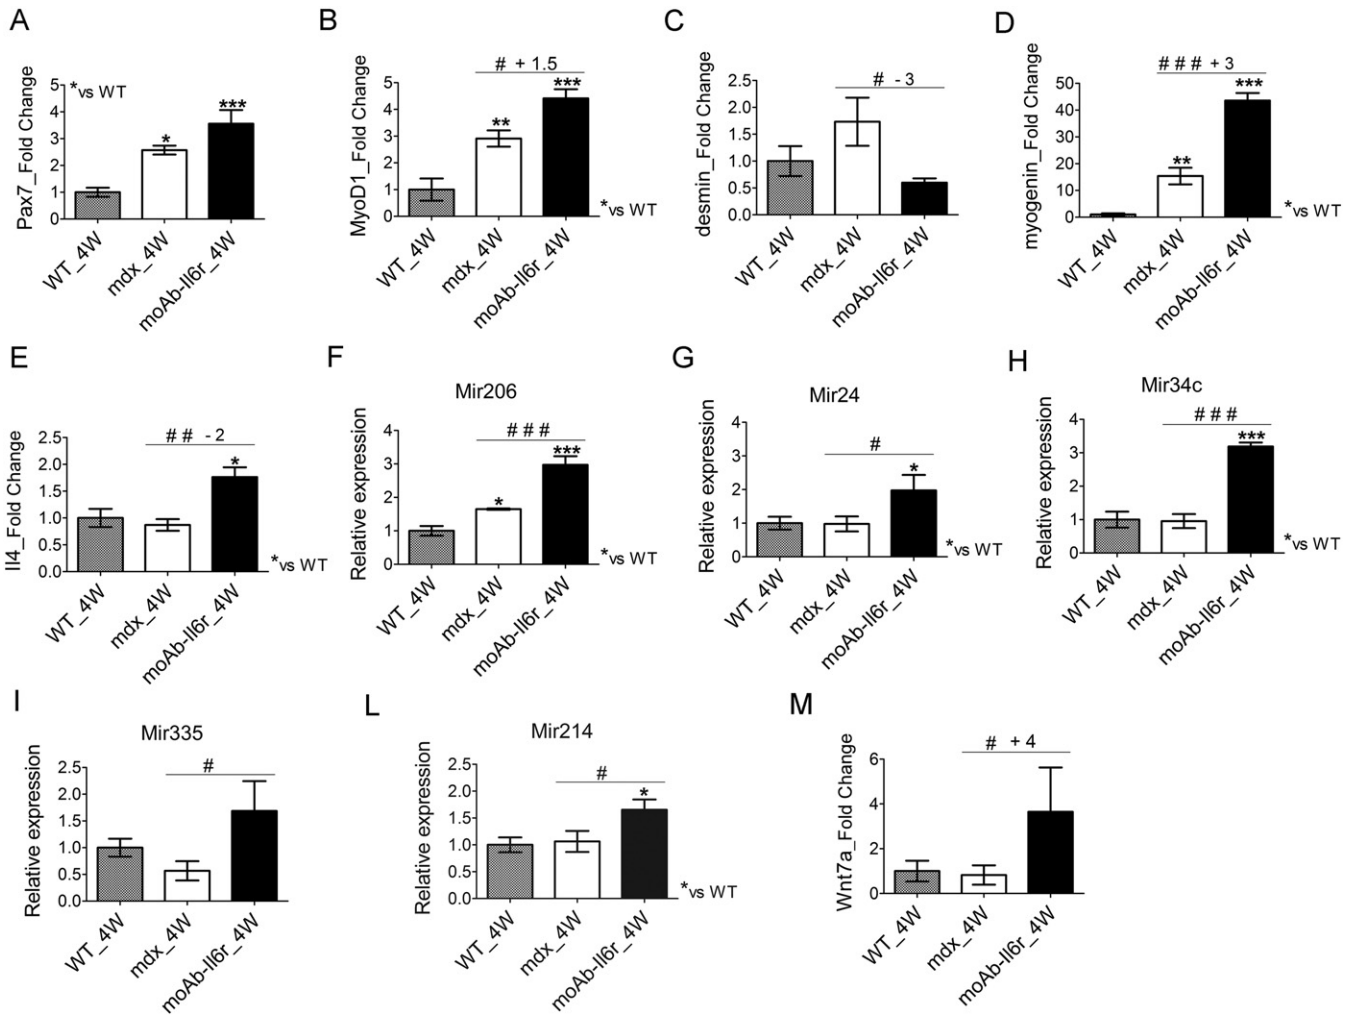 A
Pax7_Fold Change
5
4
3
2
1
0
*vs WT
*
***
WT_4W
mdx_4W
moAb-Il6r_4W
B
MyoD1_Fold Change
5
4
3
2
1
0
# + 1.5
**
***
*vs WT
WT_4W
mdx_4W
moAb-Il6r_4W
C
desmin_Fold Change
2.5
2.0
1.5
1.0
0.5
0.0
# - 3
WT_4W
mdx_4W
moAb-Il6r_4W
D
myogenin_Fold Change
50
40
30
20
10
0
# # # + 3
**
***
*vs WT
WT_4W
mdx_4W
moAb-Il6r_4W
E
Il4_Fold Change
2.5
2.0
1.5
1.0
0.5
0.0
# # - 2
*
*vs WT
WT_4W
mdx_4W
moAb-Il6r_4W
F
Mir206
Relative expression
4
3
2
1
0
# # #
*
***
*vs WT
WT_4W
mdx_4W
moAb-Il6r_4W
G
Mir24
Relative expression
4
3
2
1
0
#
*
*vs WT
WT_4W
mdx_4W
moAb-Il6r_4W
H
Mir34c
Relative expression
4
3
2
1
0
# # #
***
*vs WT
WT_4W
mdx_4W
moAb-Il6r_4W
I
Mir335
Relative expression
2.5
2.0
1.5
1.0
0.5
0.0
#
WT_4W
mdx_4W
moAb-Il6r_4W
L
Mir214
Relative expression
2.5
2.0
1.5
1.0
0.5
0.0
#
*
*vs WT
WT_4W
mdx_4W
moAb-Il6r_4W
M
Wnt7a_Fold Change
6
4
2
0
# + 4
WT_4W
mdx_4W
moAb-Il6r_4W